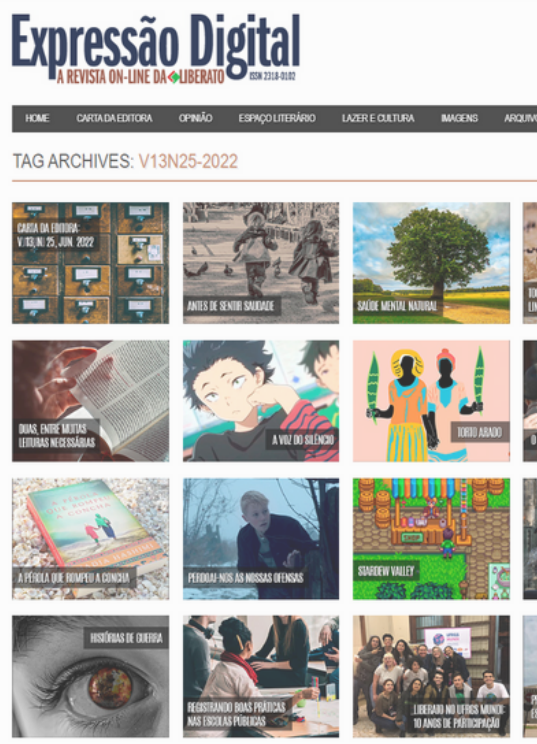 Expressão Digital
A REVISTA ON-LINE DA LIBERATO
ISSN 2318-0102
HOME CARTA DA EDITORA OPINIÃO ESPAÇO LITERÁRIO LAZER E CULTURA IMAGENS ARQUIVO
TAG ARCHIVES: V13N25-2022
CARTA DA EDITORA:
V. 13, N. 25, JUN. 2022
ANTES DE SENTIR SAUDADE
SAÚDE MENTAL NATURAL
DUAS, ENTRE MUITAS
LEITURAS NECESSÁRIAS
A VOZ DO SILÊNCIO
TORTO ARADO
A PÉROLA QUE ROMPEU A CONCHA
PERDOAI-NOS AS NOSSAS OFENSAS
SHOP
STARDEW VALLEY
HISTÓRIAS DE GUERRA
REGISTRANDO BOAS PRÁTICAS
NAS ESCOLAS PÚBLICAS
UFRGS
LIBERATO NO UFRGS MUNDI:
10 ANOS DE PARTICIPAÇÃO